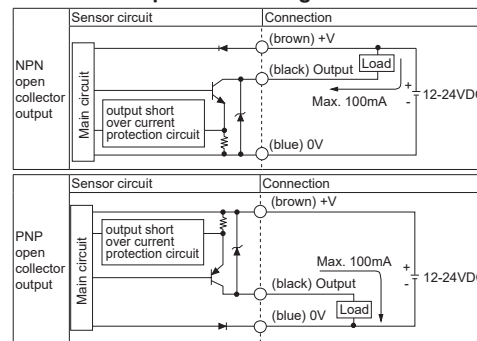 Sensor circuit
Connection
NPN
open
collector
output
Main circuit
output short
over current
protection circuit
(brown) +V
(black) Output
Load
Max. 100mA
+
-
12-24VDC
(blue) 0V
Sensor circuit
Connection
PNP
open
collector
output
Main circuit
output short
over current
protection circuit
(brown) +V
Max. 100mA
+
-
12-24VDC
(black) Output
Load
(blue) 0V